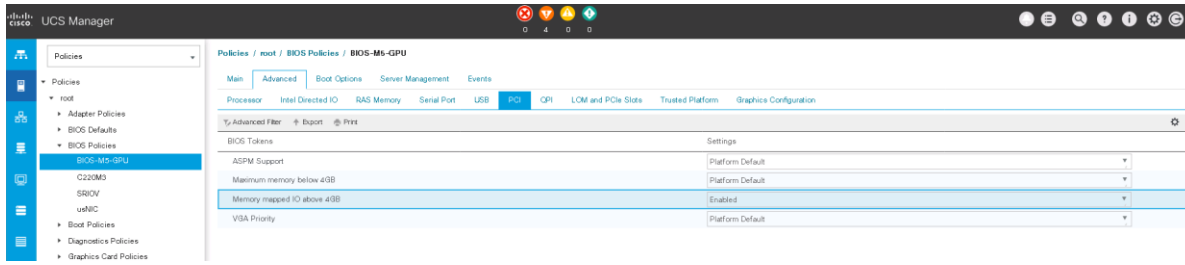 cisco UCS Manager
0 4 0 0
Policies
Policies
root
Adapter Policies
BIOS Defaults
BIOS Policies
BIOS-M5-GPU
C220M5
SRIOV
usNIC
Boot Policies
Diagnostics Policies
Graphics Card Policies
Policies / root / BIOS Policies / BIOS-M5-GPU
Main Advanced Boot Options Server Management Events
Processor Intel Directed IO RAS Memory Serial Port USB PCI QPI LOM and PCIe Slots Trusted Platform Graphics Configuration
Advanced Filter Export Print
BIOS Tokens Settings
ASPM Support Platform Default
Maximum memory below 4GB Platform Default
Memory mapped IO above 4GB Enabled
VGA Priority Platform Default